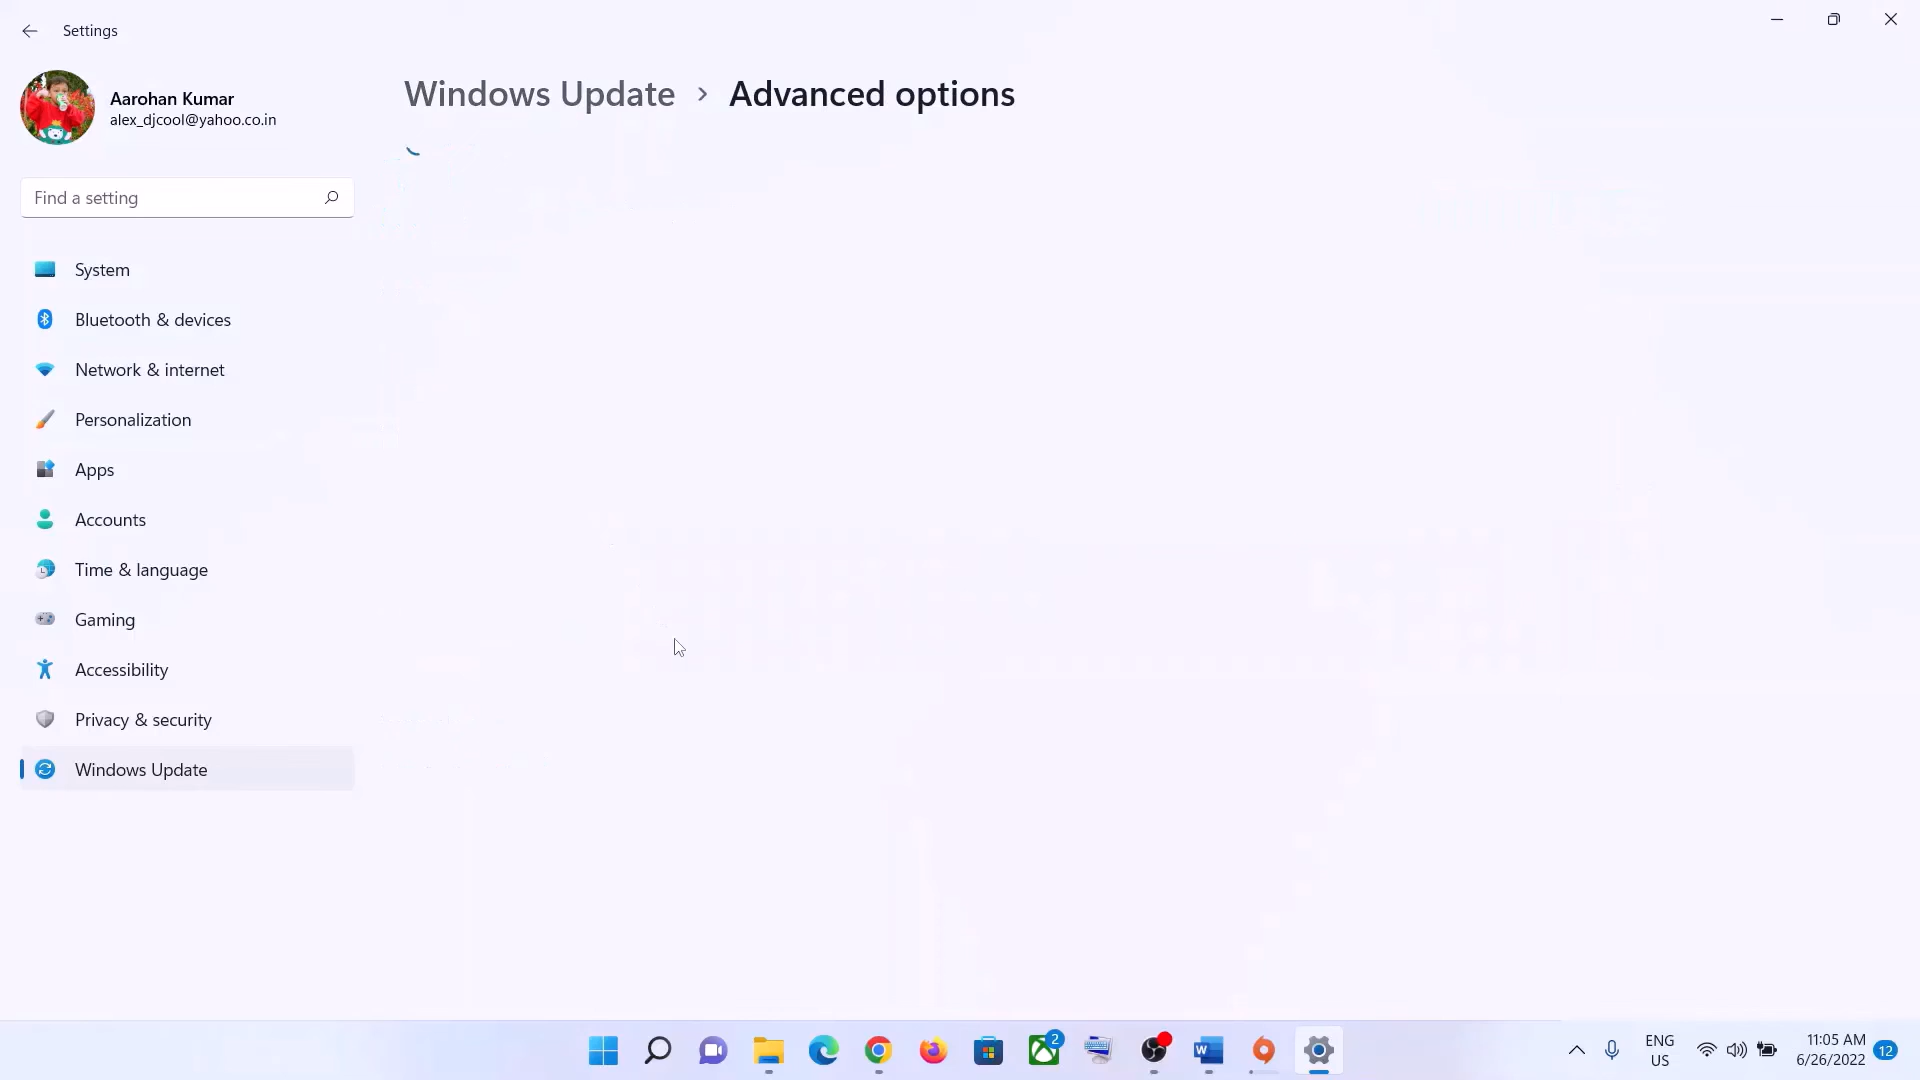 Settings
Aarohan Kumar
alex_djcool@yahoo.co.in
Find a setting
System
Bluetooth & devices
Network & internet
Personalization
Apps
Accounts
Time & language
Gaming
Accessibility
Privacy & security
Windows Update
Windows Update > Advanced options
2
W
ENG
US
11:05 AM
6/26/2022
12